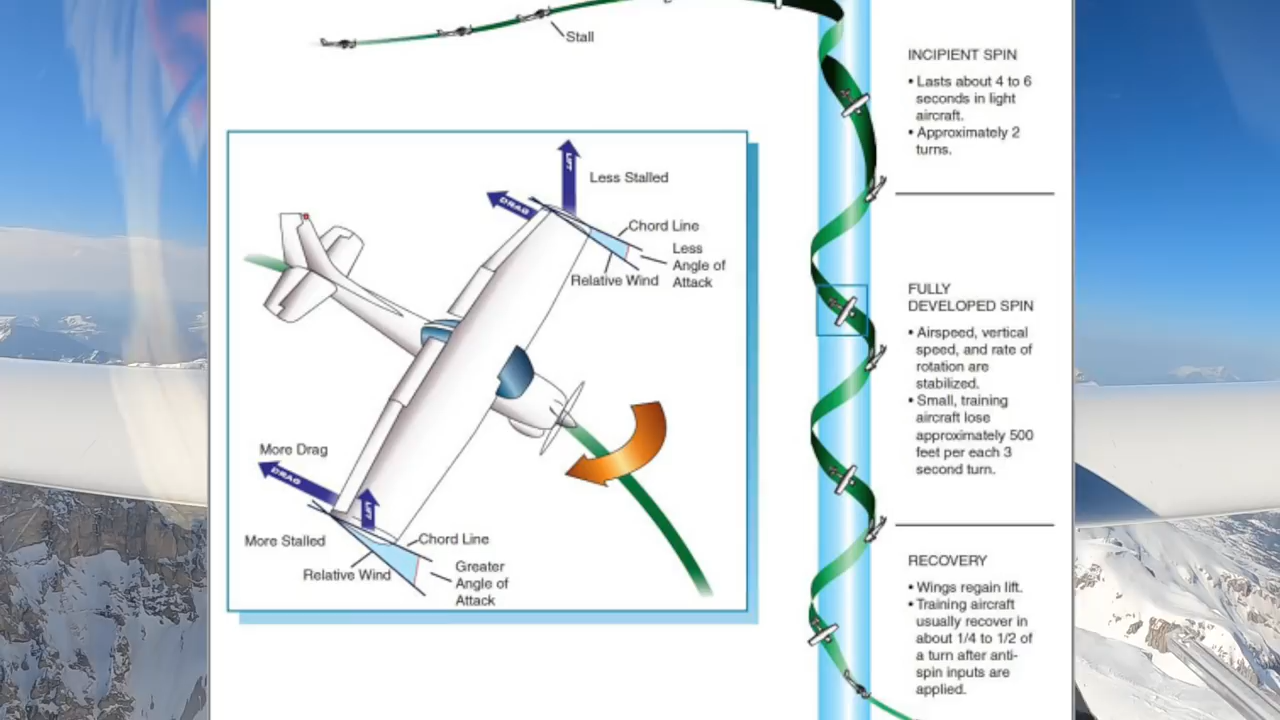 Stall
INCIPIENT SPIN
• Lasts about 4 to 6
seconds in light
aircraft.
• Approximately 2
turns.
LIFT
Less Stalled
DRAG
Chord Line
Less
Angle of
Attack
Relative Wind
FULLY
DEVELOPED SPIN
• Airspeed, vertical
speed, and rate of
rotation are
stabilized.
• Small, training
aircraft lose
approximately 500
feet per each 3
second turn.
More Drag
DRAG
LIFT
More Stalled
Chord Line
Relative Wind
Greater
Angle of
Attack
RECOVERY
• Wings regain lift.
• Training aircraft
usually recover in
about 1/4 to 1/2 of
a turn after anti-
spin inputs are
applied.